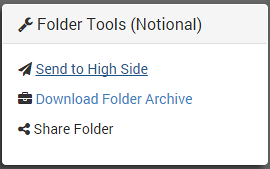 Folder Tools (Notional)
Send to High Side
Download Folder Archive
Share Folder